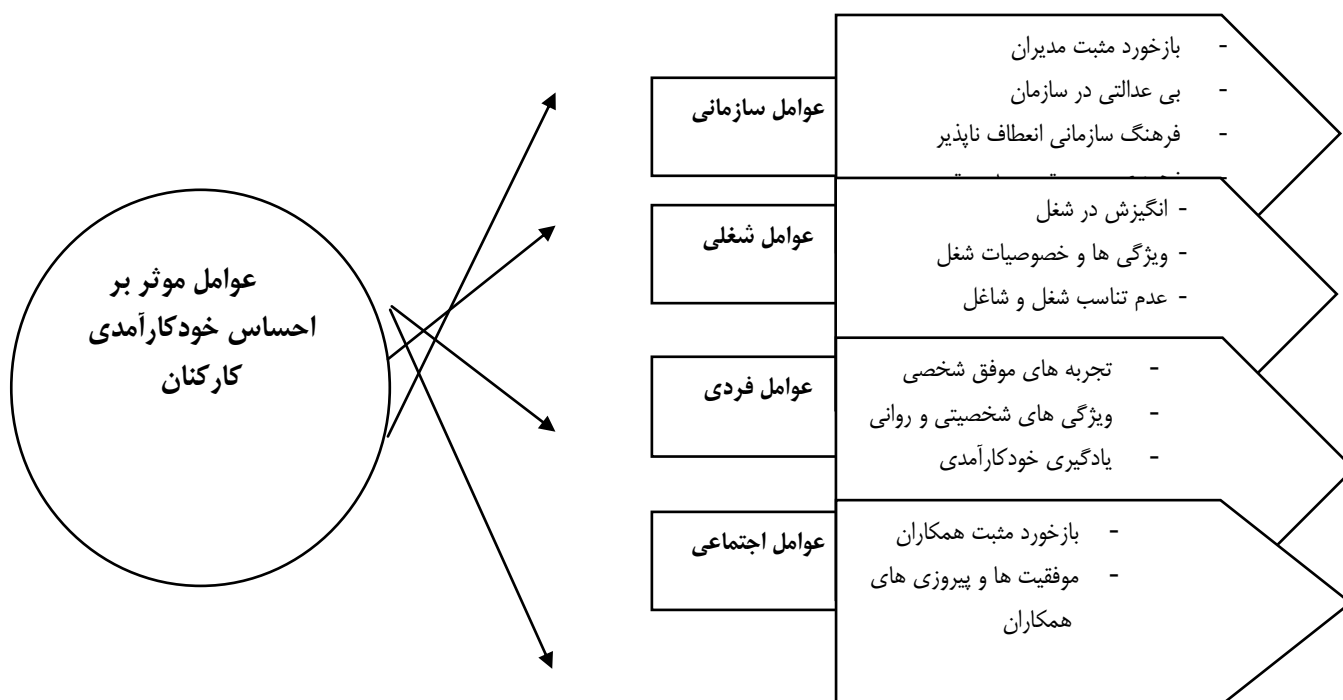 عوامل موثر بر
احساس خودکارآمدی
کارکنان
عوامل سازمانی
- بازخورد مثبت مدیران
- بی عدالتی در سازمان
- فرهنگ سازمانی انعطاف ناپذیر
عوامل شغلی
- انگیزش در شغل
- ویژگی ها و خصوصیات شغل
- عدم تناسب شغل و شاغل
عوامل فردی
- تجربه های موفق شخصی
- ویژگی های شخصیتی و روانی
- یادگیری خودکارآمدی
عوامل اجتماعی
- بازخورد مثبت همکاران
- موفقیت ها و پیروزی های
همکاران